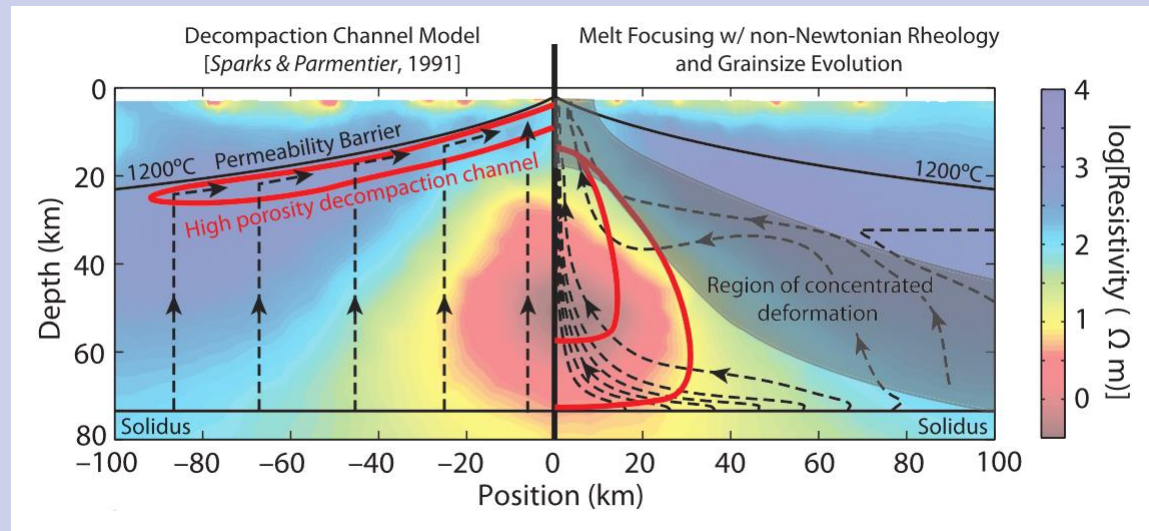 Decompaction Channel Model
[Sparks & Parmentier, 1991]
Melt Focusing w/ non-Newtonian Rheology
and Grainsize Evolution
0
20
40
60
80
Depth (km)
1200ºC
Permeability Barrier
High porosity decompaction channel
Solidus
1200ºC
Region of concentrated
deformation
Solidus
−100
−80
−60
−40
−20
0
20
40
60
80
100
Position (km)
4
3
2
1
0
log[Resistivity ( Ω m)]